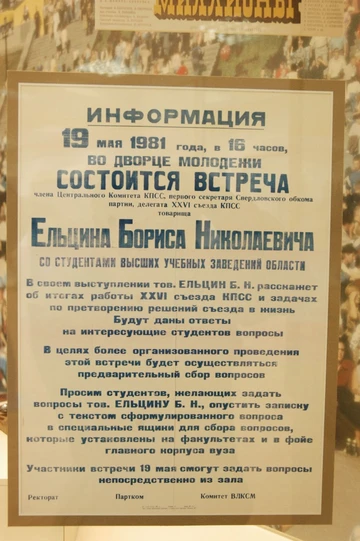 МИЛЛИОНЫ
ИНФОРМАЦИЯ
19 мая 1981 года, в 16 часов,
ВО ДВОРЦЕ МОЛОДЕЖИ
СОСТОИТСЯ ВСТРЕЧА
члена Центрального Комитета КПСС, первого секретаря Свердловского обкома
партии, делегата XXVI съезда КПСС
товарища
Ельцина Бориса Николаевича
СО СТУДЕНТАМИ ВЫСШИХ УЧЕБНЫХ ЗАВЕДЕНИЙ ОБЛАСТИ
В своем выступлении тов. ЕЛЬЦИН Б. Н. расскажет
об итогах работы XXVI съезда КПСС и задачах
по претворению решений съезда в жизнь
Будут даны ответы
на интересующие студентов вопросы
В целях более организованного проведения
этой встречи будет осуществляться
предварительный сбор вопросов
Просим студентов, желающих задать
вопросы тов. ЕЛЬЦИНУ Б. Н., опустить записку
с текстом сформулированного вопроса
в специальные ящики для сбора вопросов,
которые установлены на факультетах и в фойе
главного корпуса вуза
Участники встречи 19 мая смогут задать вопросы
непосредственно из зала
Ректорат Партком Комитет ВЛКСМ